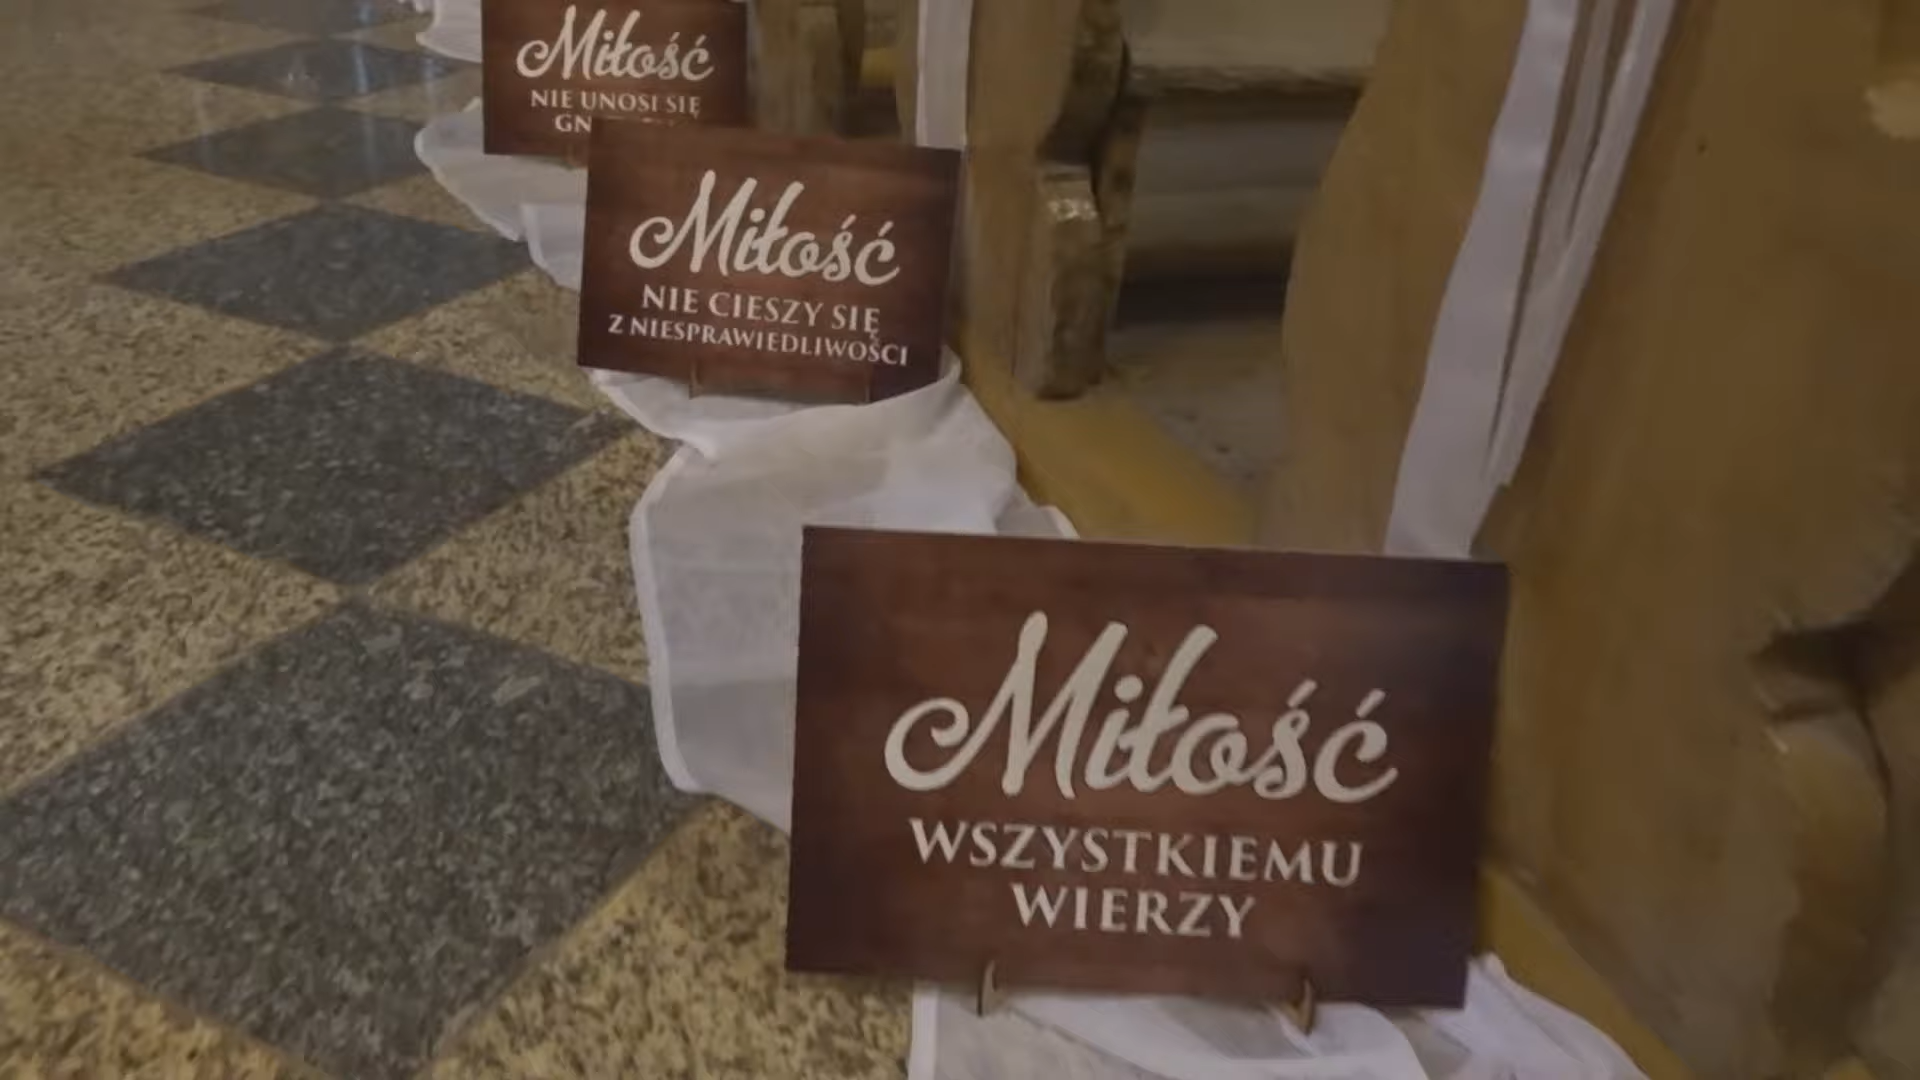 Miłość
NIE UNOSI SIĘ
Miłość
NIE CIESZY SIĘ
Z NIESPRAWIEDLIWOŚCI
Miłość
WSZYSTKIEMU
WIERZY